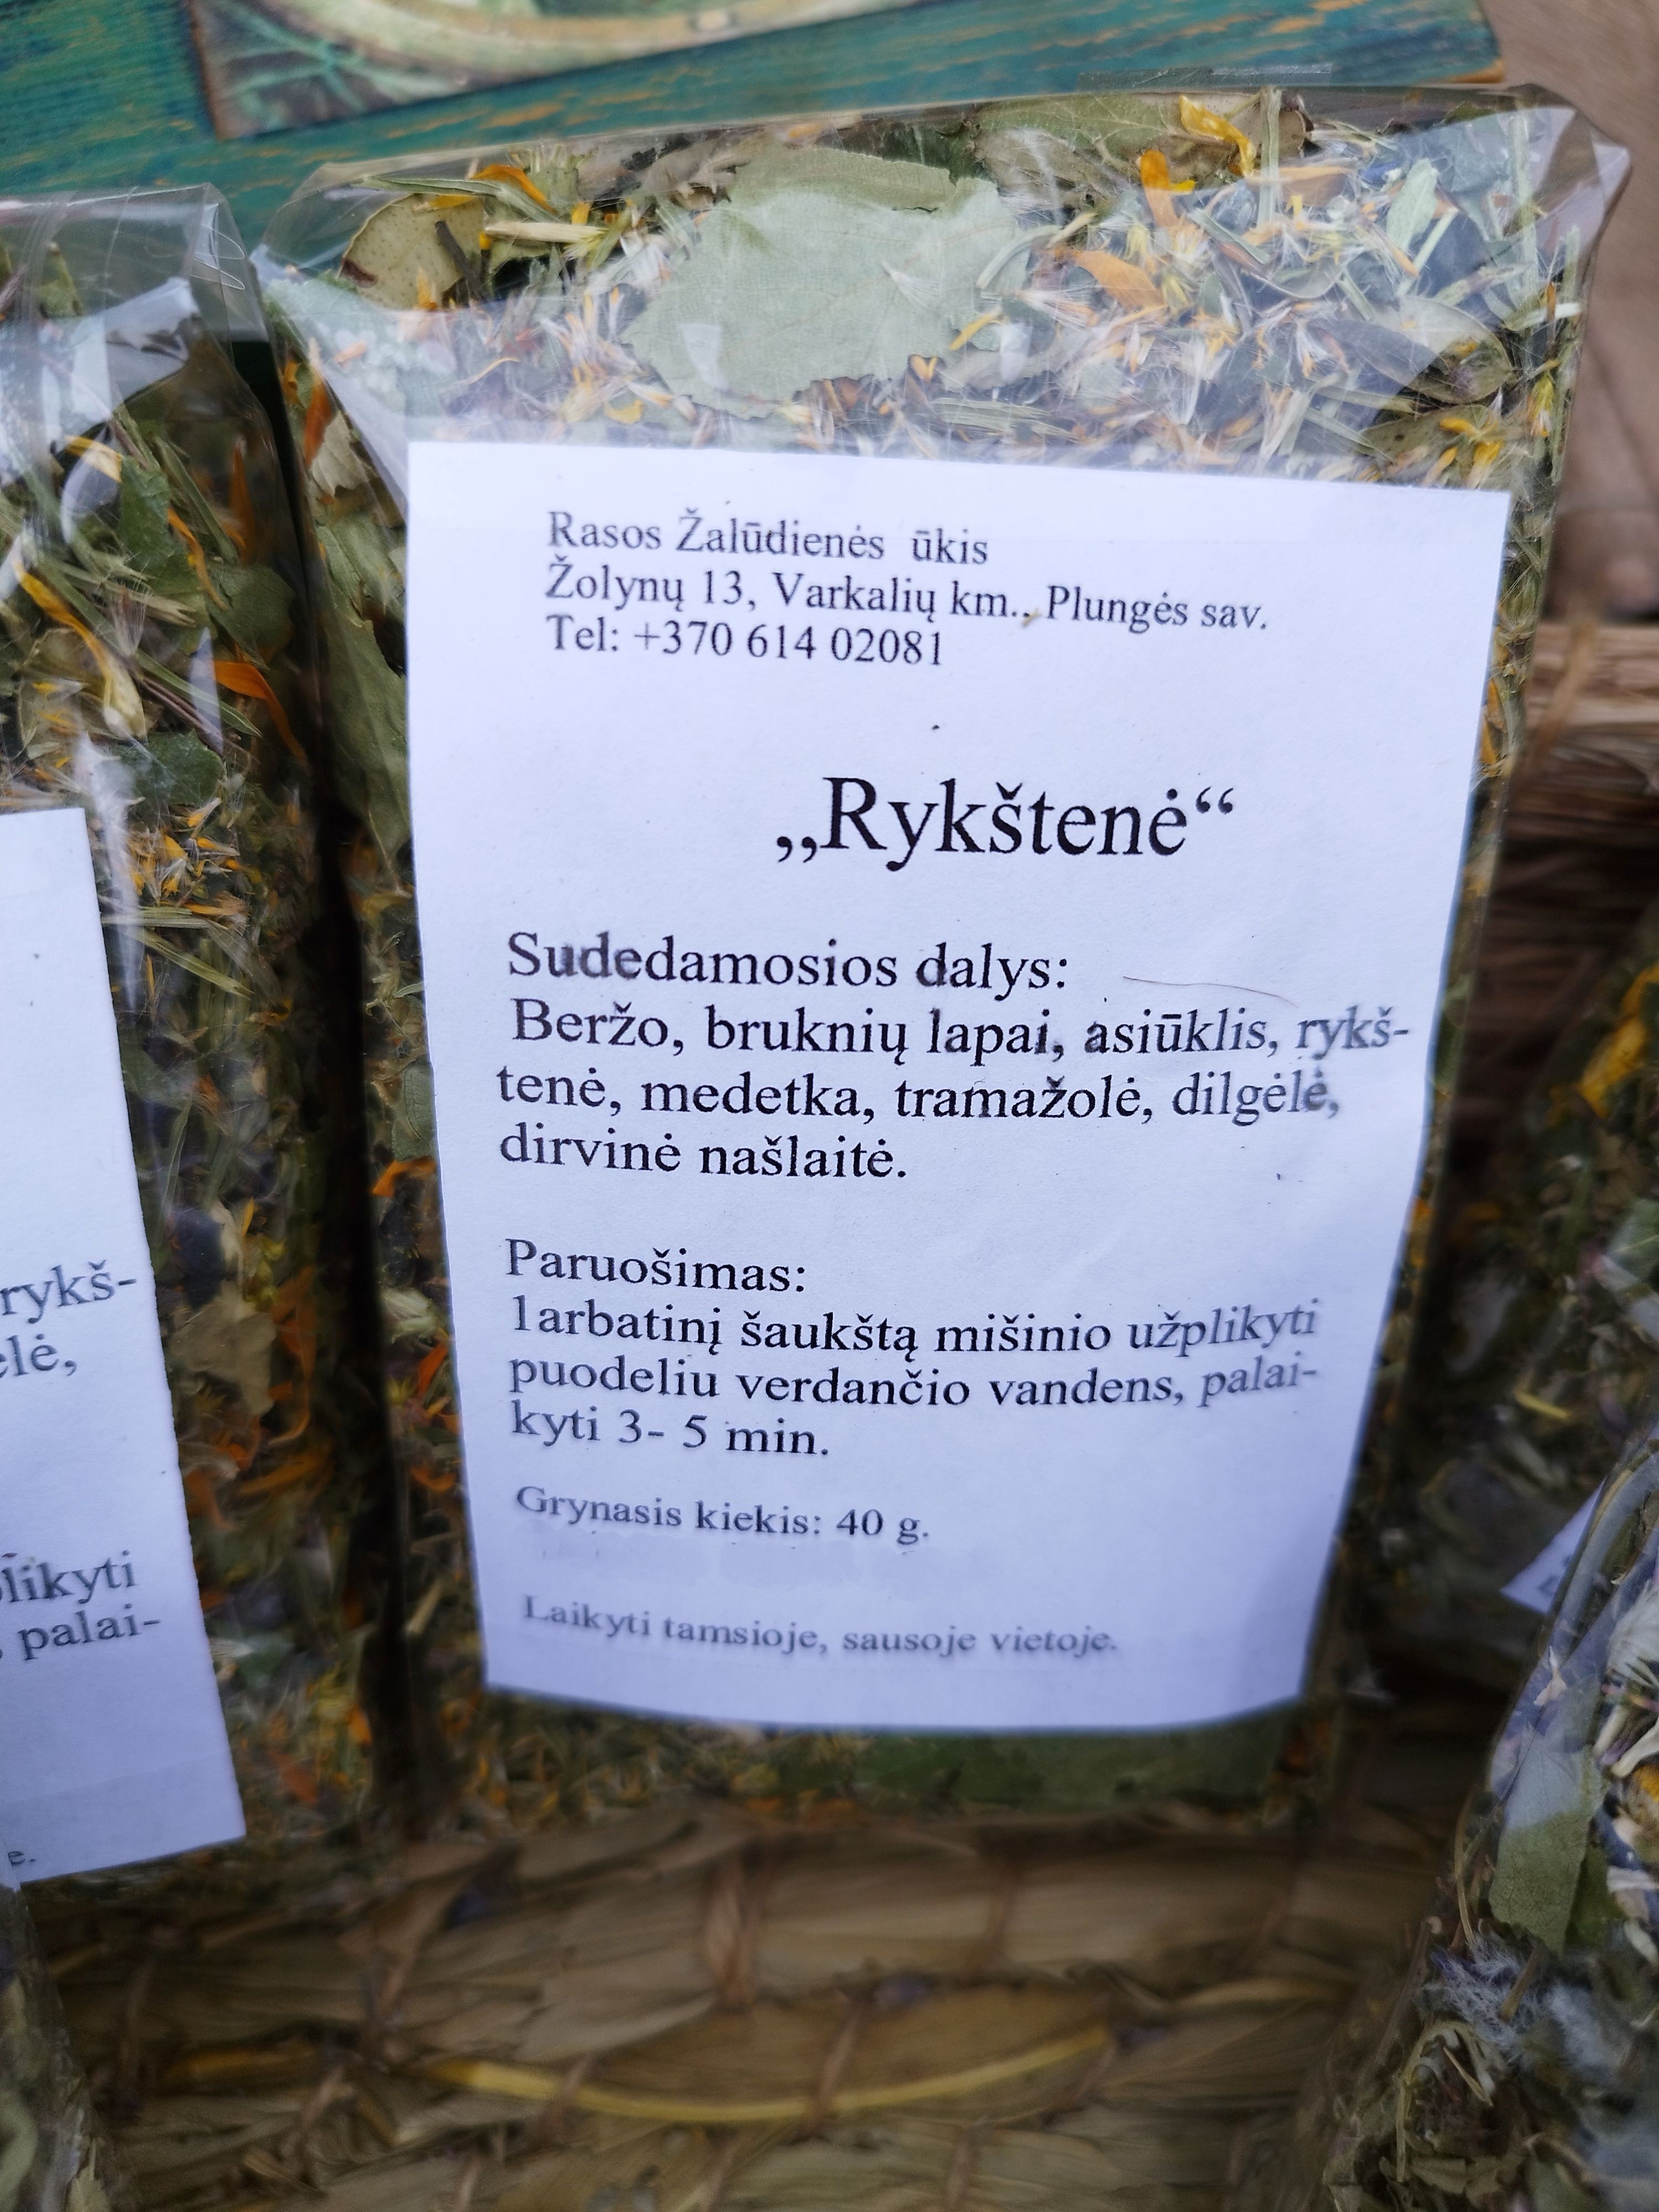 Rasos Žalūdienės ūkis
Žolynų 13, Varkalių km., Plungės sav.
Tel: +370 614 02081
„Rykštenė“
Sudedamosios dalys:
Beržo, bruknių lapai, asiūklis, rykš-
tenė, medetka, tramažolė, dilgėlė,
dirvinė našlaitė.
Paruošimas:
1arbatinį šaukštą mišinio užplikyti
puodeliu verdančio vandens, palai-
kyti 3- 5 min.
Grynasis kiekis: 40 g.
Laikyti tamsioje, sausoje vietoje.
rykš-
elė,
plikyti
, palai-
e.